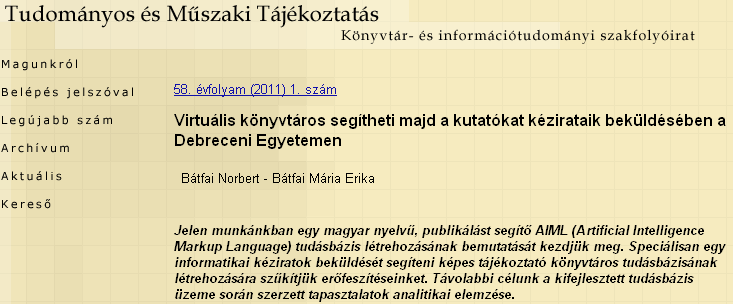 Tudományos és Műszaki Tájékoztatás
Könyvtár- és információtudományi szakfolyóirat
Magunkról
Belépés jelszóval
Legújabb szám
Archívum
Aktuális
Kereső
58. évfolyam (2011) 1. szám
Virtuális könyvtáros segítheti majd a kutatókat kézirataik beküldésében a
Debreceni Egyetemen
Bátfai Norbert - Bátfai Mária Erika
Jelen munkánkban egy magyar nyelvű, publikálást segítő AIML (Artificial Intelligence
Markup Language) tudásbázis létrehozásának bemutatását kezdjük meg. Speciálisan egy
informatikai kéziratok beküldését segíteni képes tájékoztató könyvtáros tudásbázisának
létrehozására szűkítjük erőfeszítéseinket. Távolabbi célunk a kifejlesztett tudásbázis
üzeme során szerzett tapasztalatok analitikai elemzése.